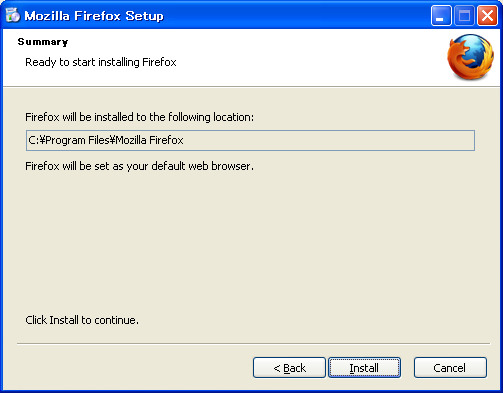 Mozilla Firefox Setup
Summary
Ready to start installing Firefox
Firefox will be installed to the following location:
C:¥Program Files¥Mozilla Firefox
Firefox will be set as your default web browser.
Click Install to continue.
< Back Install Cancel